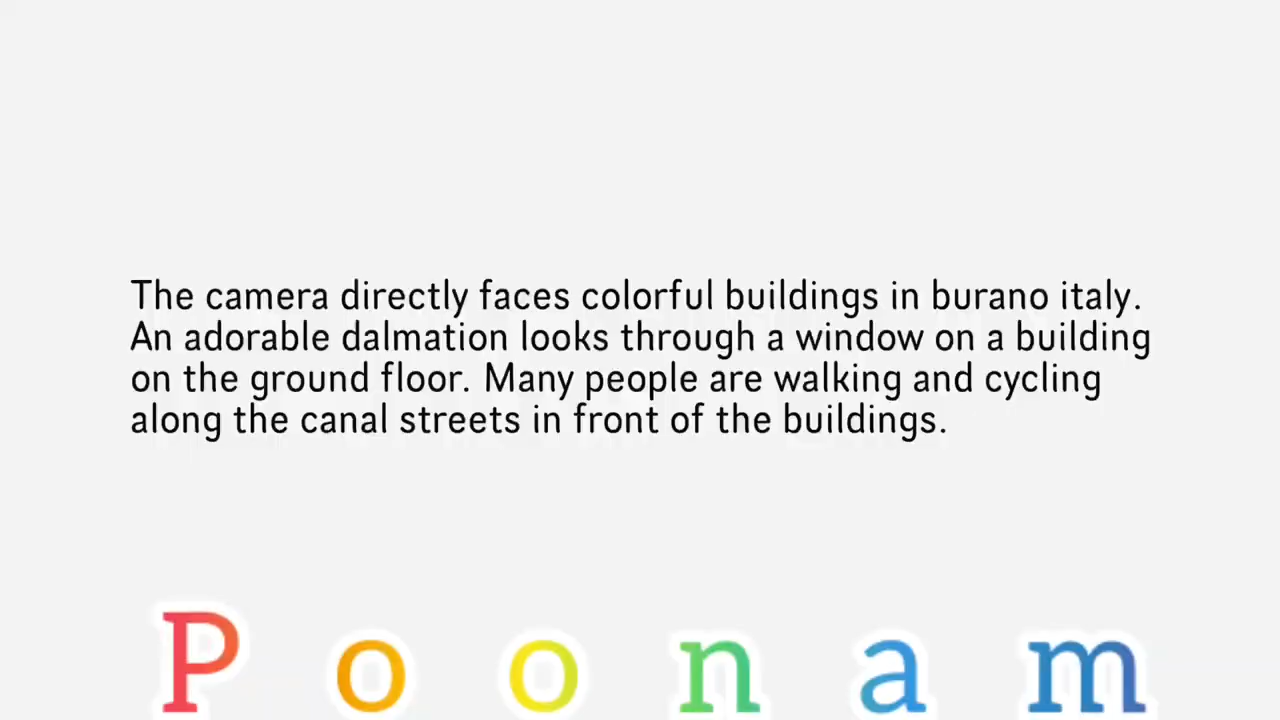 The camera directly faces colorful buildings in burano italy.
An adorable dalmation looks through a window on a building
on the ground floor. Many people are walking and cycling
along the canal streets in front of the buildings.
Poonam